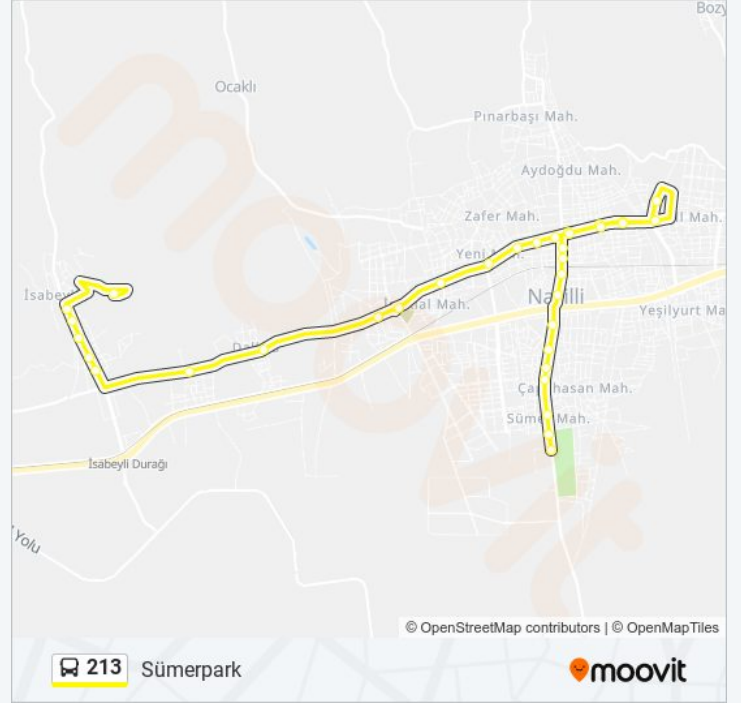 Bozy
Ocaklı
Pınarbaşı Mah.
Aydoğdu Mah.
Zafer Mah.
Mah.
Yeni
Mah.
Yeşilyurt Ma
Mah.
Sümer Mah.
İsabeyli Durağı
Yolu
© OpenStreetMap contributors | © OpenMapTiles
213 Sümerpark
moovit